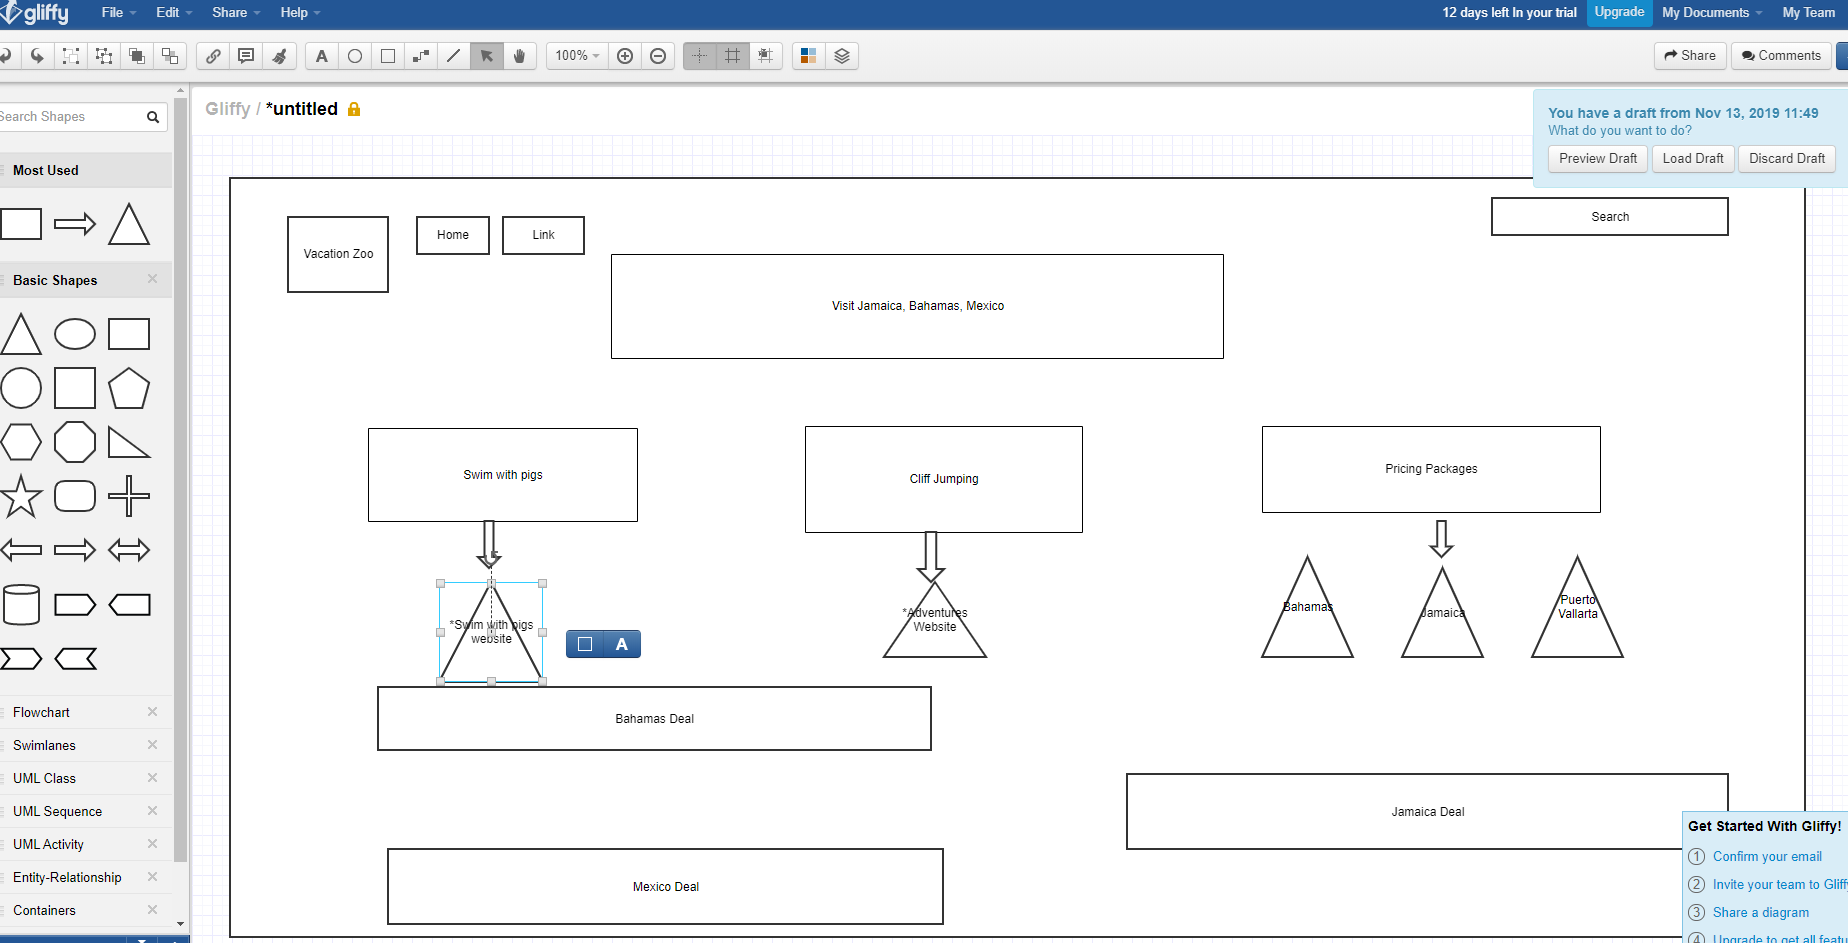 gliffy
File
Edit
Share
Help
12 days left In your trial
Upgrade
My Documents
My Team
A
100%
Share
Comments
Search Shapes
Gliffy / *untitled
You have a draft from Nov 13, 2019 11:49
What do you want to do?
Preview Draft
Load Draft
Discard Draft
Most Used
Basic Shapes
Flowchart
Swimlanes
UML Class
UML Sequence
UML Activity
Entity-Relationship
Containers
Vacation Zoo
Home
Link
Search
Visit Jamaica, Bahamas, Mexico
Swim with pigs
Cliff Jumping
Pricing Packages
*Swim with pigs
website
A
*Adventures
Website
Bahamas
Jamaica
Puerto
Vallarta
Bahamas Deal
Jamaica Deal
Mexico Deal
Get Started With Gliffy!
1 Confirm your email
2 Invite your team to Gliffy
3 Share a diagram
4 Upgrade to get all featu